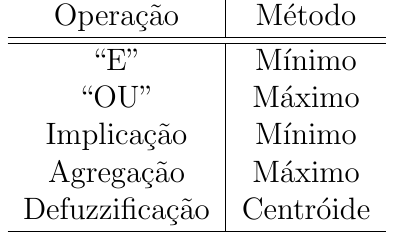 Operação Método
“E” Mínimo
“OU” Máximo
Implicação Mínimo
Agregação Máximo
Defuzzificação Centróide